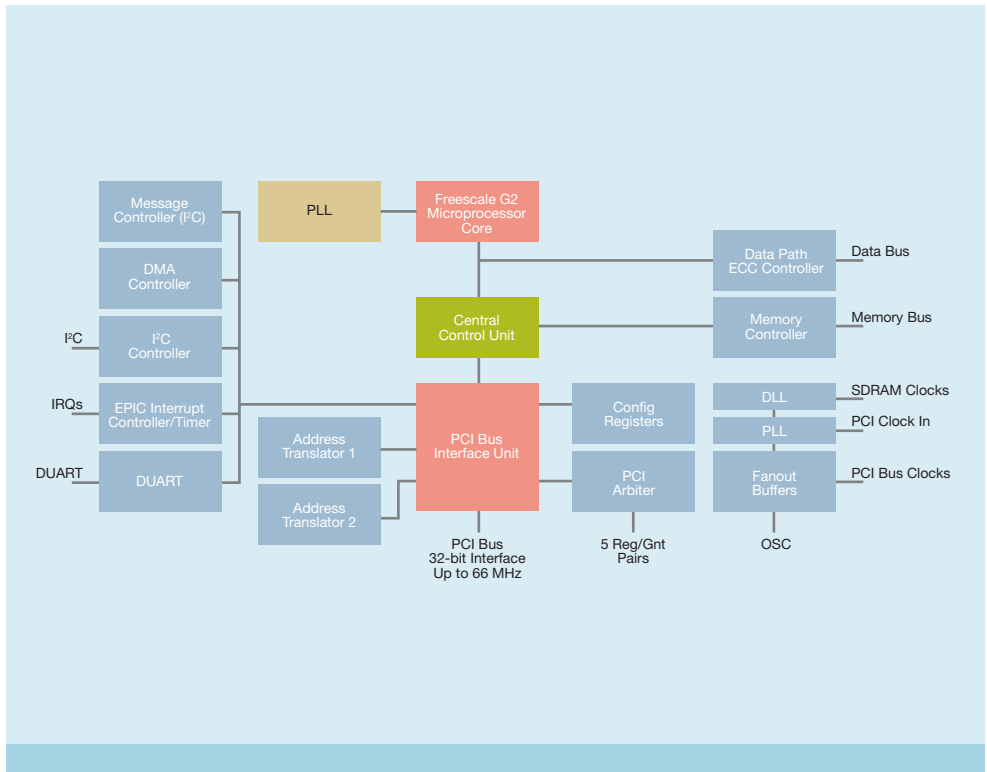 Message
Controller (I²C)
DMA
Controller
I²C
I²C
Controller
IRQs
EPIC Interrupt
Controller/Timer
DUART
DUART
PLL
Address
Translator 1
Address
Translator 2
Freescale G2
Microprocessor
Core
Central
Control Unit
PCI Bus
Interface Unit
PCI Bus
32-bit Interface
Up to 66 MHz
Config
Registers
PCI
Arbiter
5 Reg/Gnt
Pairs
Data Path
ECC Controller
Data Bus
Memory
Controller
Memory Bus
DLL
SDRAM Clocks
PLL
PCI Clock In
Fanout
Buffers
PCI Bus Clocks
OSC